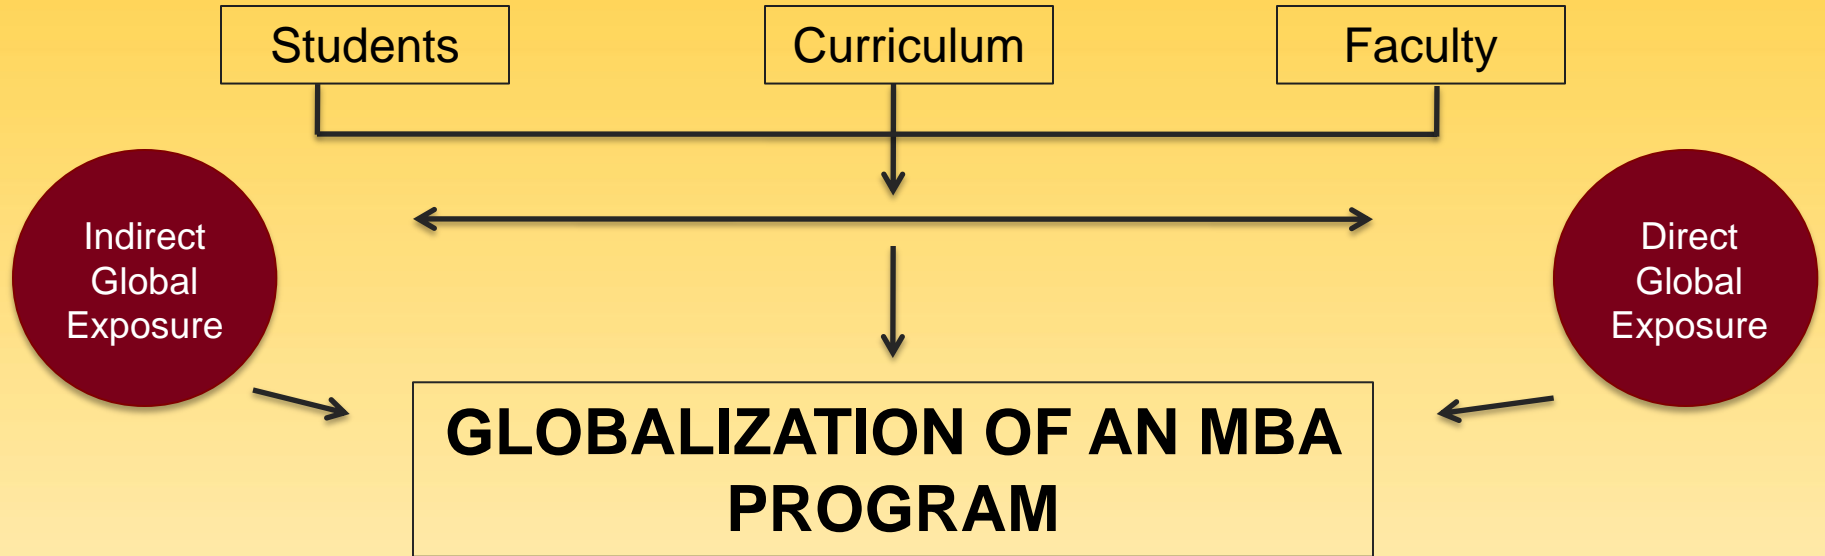 Students
Curriculum
Faculty
Indirect
Global
Exposure
Direct
Global
Exposure
GLOBALIZATION OF AN MBA
PROGRAM